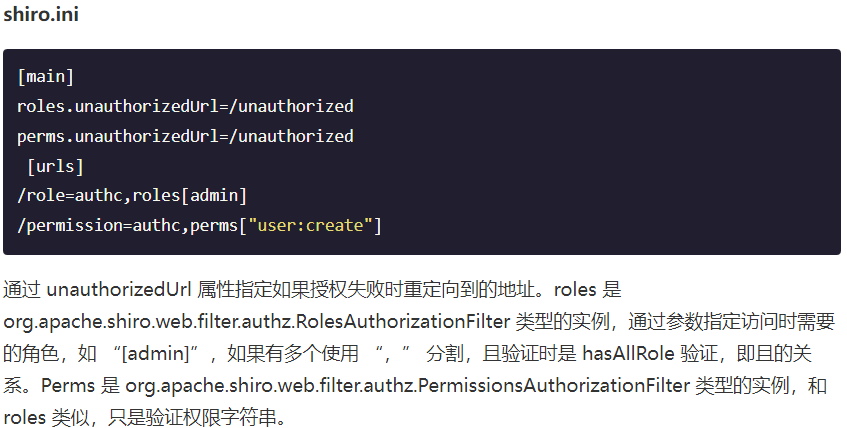 shiro.ini
[main]
roles.unauthorizedUrl=/unauthorized
perms.unauthorizedUrl=/unauthorized
[urls]
/role=authc,roles[admin]
/permission=authc,perms["user:create"]
通过 unauthorizedUrl 属性指定如果授权失败时重定向到的地址。roles 是
org.apache.shiro.web.filter.authz.RolesAuthorizationFilter 类型的实例，通过参数指定访问时需要
的角色，如 “[admin]”，如果有多个使用 “，” 分割，且验证时是 hasAllRole 验证，即且的关
系。Perms 是 org.apache.shiro.web.filter.authz.PermissionsAuthorizationFilter 类型的实例，和
roles 类似，只是验证权限字符串。